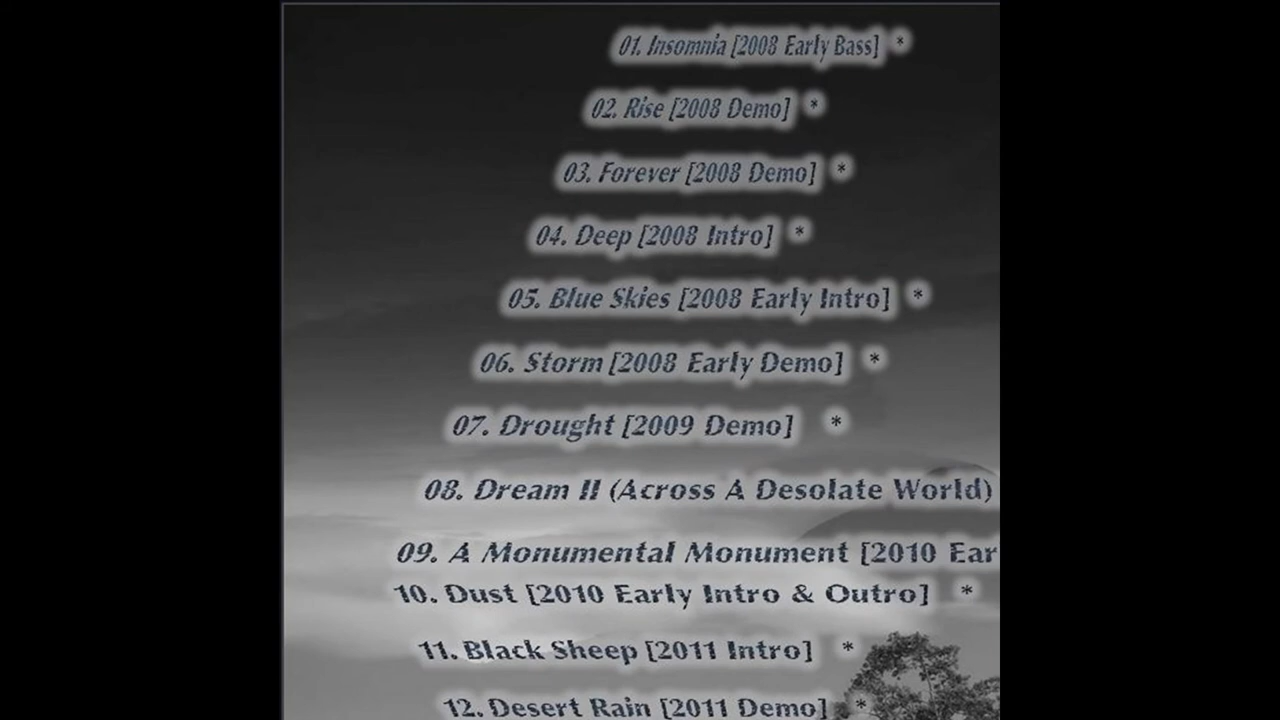 01. Insomnia [2008 Early Bass] *
02. Rise [2008 Demo] *
03. Forever [2008 Demo] *
04. Deep [2008 Intro] *
05. Blue Skies [2008 Early Intro] *
06. Storm [2008 Early Demo] *
07. Drought [2009 Demo] *
08. Dream II (Across A Desolate World)
09. A Monumental Monument [2010 Ear
10. Dust [2010 Early Intro & Outro] *
11. Black Sheep [2011 Intro] *
12. Desert Rain [2011 Demo] *